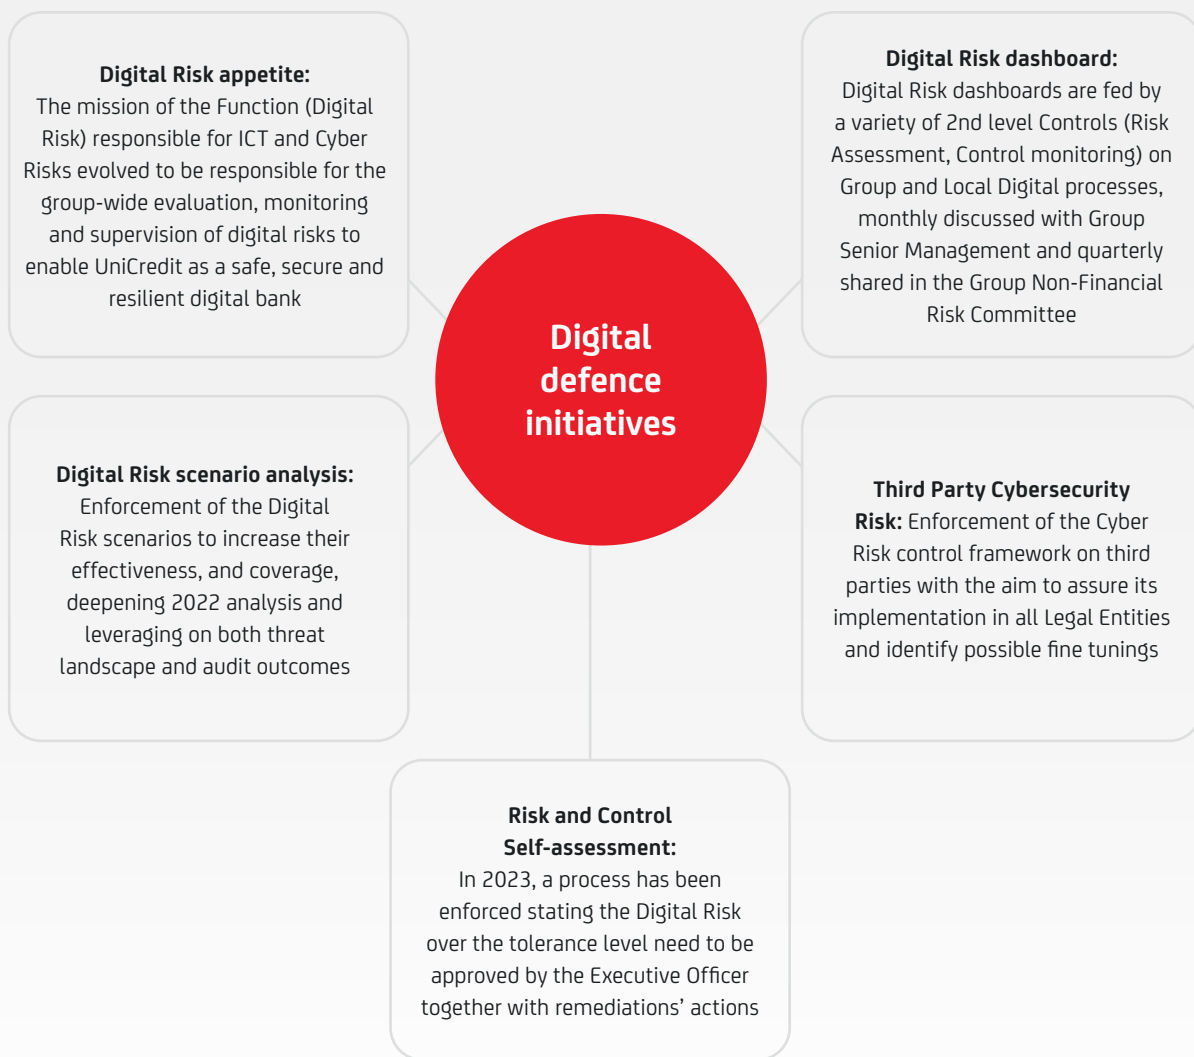 Digital Risk appetite:
The mission of the Function (Digital
Risk) responsible for ICT and Cyber
Risks evolved to be responsible for the
group-wide evaluation, monitoring
and supervision of digital risks to
enable UniCredit as a safe, secure and
resilient digital bank
Digital Risk dashboard:
Digital Risk dashboards are fed by
a variety of 2nd level Controls (Risk
Assessment, Control monitoring) on
Group and Local Digital processes,
monthly discussed with Group
Senior Management and quarterly
shared in the Group Non-Financial
Risk Committee
Digital
defence
initiatives
Digital Risk scenario analysis:
Enforcement of the Digital
Risk scenarios to increase their
effectiveness, and coverage,
deepening 2022 analysis and
leveraging on both threat
landscape and audit outcomes
Third Party Cybersecurity
Risk: Enforcement of the Cyber
Risk control framework on third
parties with the aim to assure its
implementation in all Legal Entities
and identify possible fine tunings
Risk and Control
Self-assessment:
In 2023, a process has been
enforced stating the Digital Risk
over the tolerance level need to be
approved by the Executive Officer
together with remediations' actions